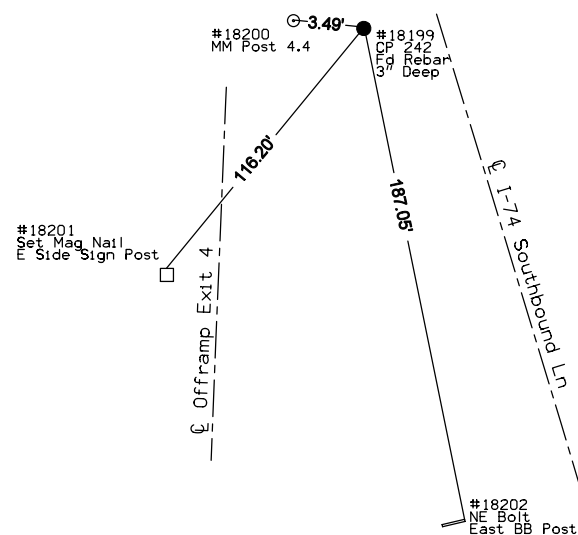 3.49'
#18200
MM Post 4.4
#18199
CP 242
Fd Rebar
3" Deep
116.20'
187.05'
℄ I-74 Southbound Ln
#18201
Set Mag Nail
E Side Sign Post
℄ Offramp Exit 4
#18202
NE Bolt
East BB Post